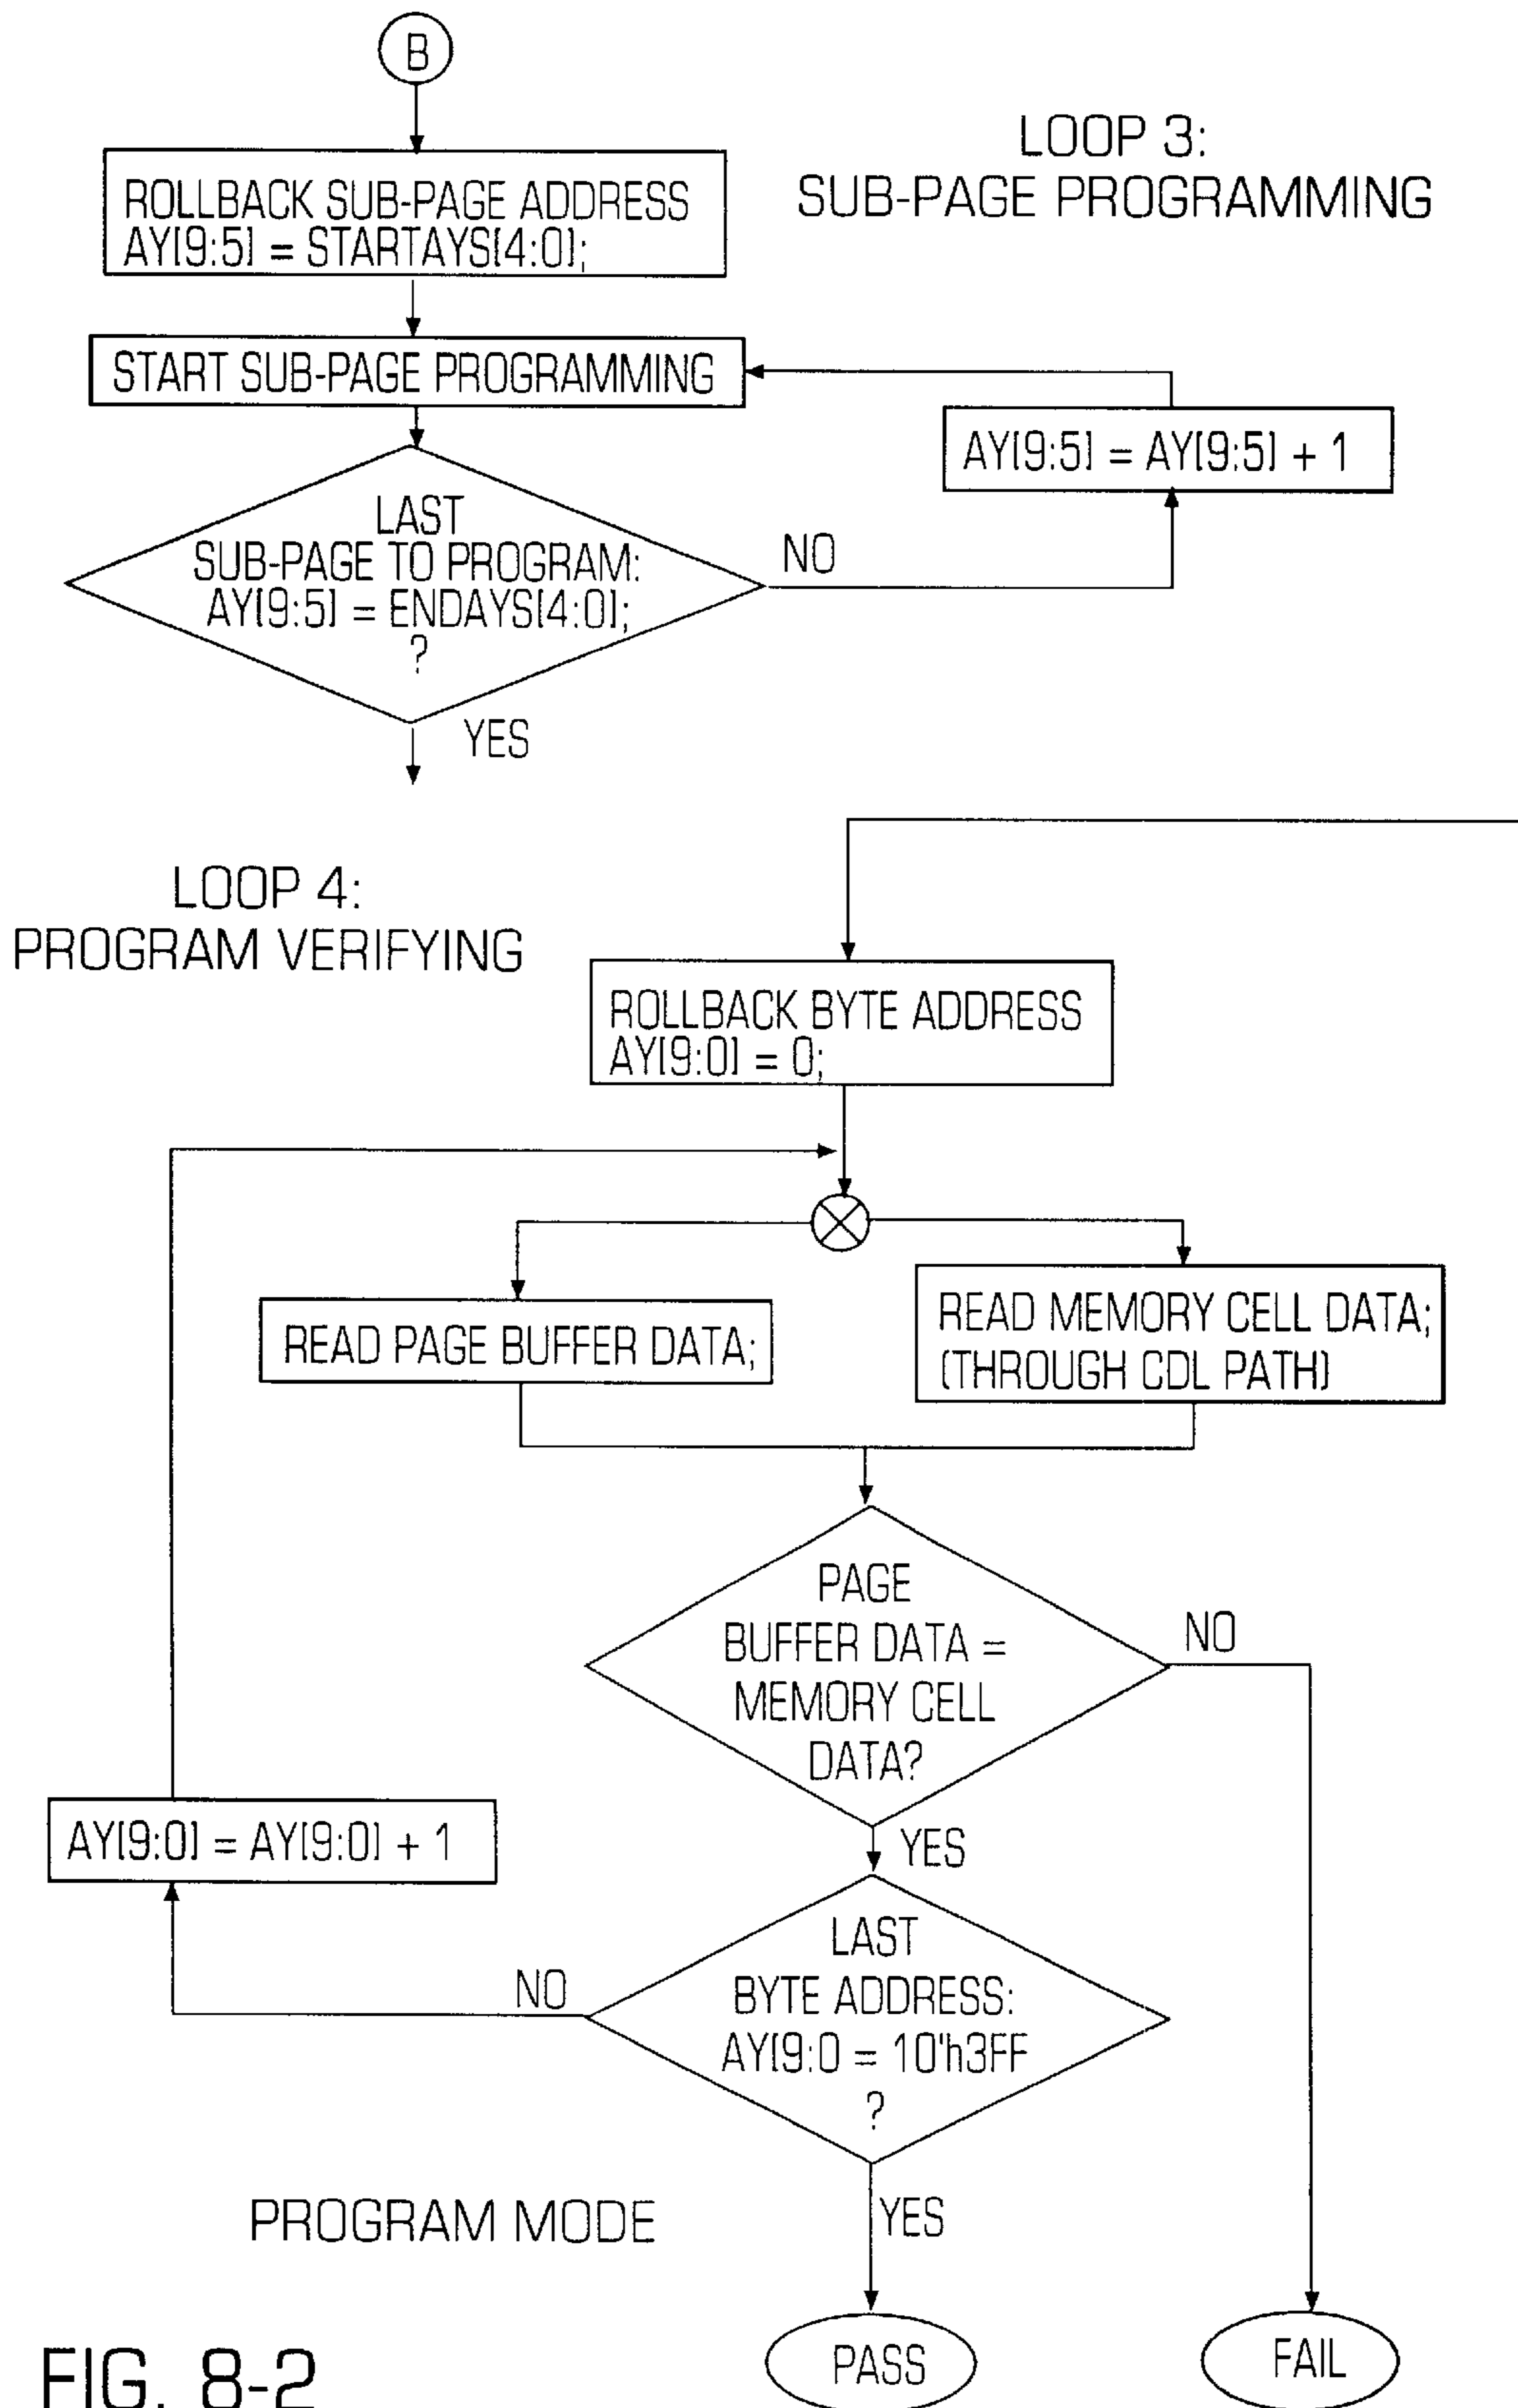 B
LOOP 3:
SUB-PAGE PROGRAMMING
ROLLBACK SUB-PAGE ADDRESS
AY[9:5] = STARTAYS[4:0];
START SUB-PAGE PROGRAMMING
AY[9:5] = AY[9:5] + 1
LAST
SUB-PAGE TO PROGRAM:
AY[9:5] = ENDAYS[4:0];
?
NO
YES
LOOP 4:
PROGRAM VERIFYING
ROLLBACK BYTE ADDRESS
AY[9:0] = 0;
READ PAGE BUFFER DATA;
READ MEMORY CELL DATA;
(THROUGH CDL PATH)
PAGE
BUFFER DATA =
MEMORY CELL
DATA?
NO
YES
AY[9:0] = AY[9:0] + 1
LAST
BYTE ADDRESS:
AY[9:0 = 10'h3FF
?
NO
YES
PROGRAM MODE
PASS
FAIL
FIG. 8-2